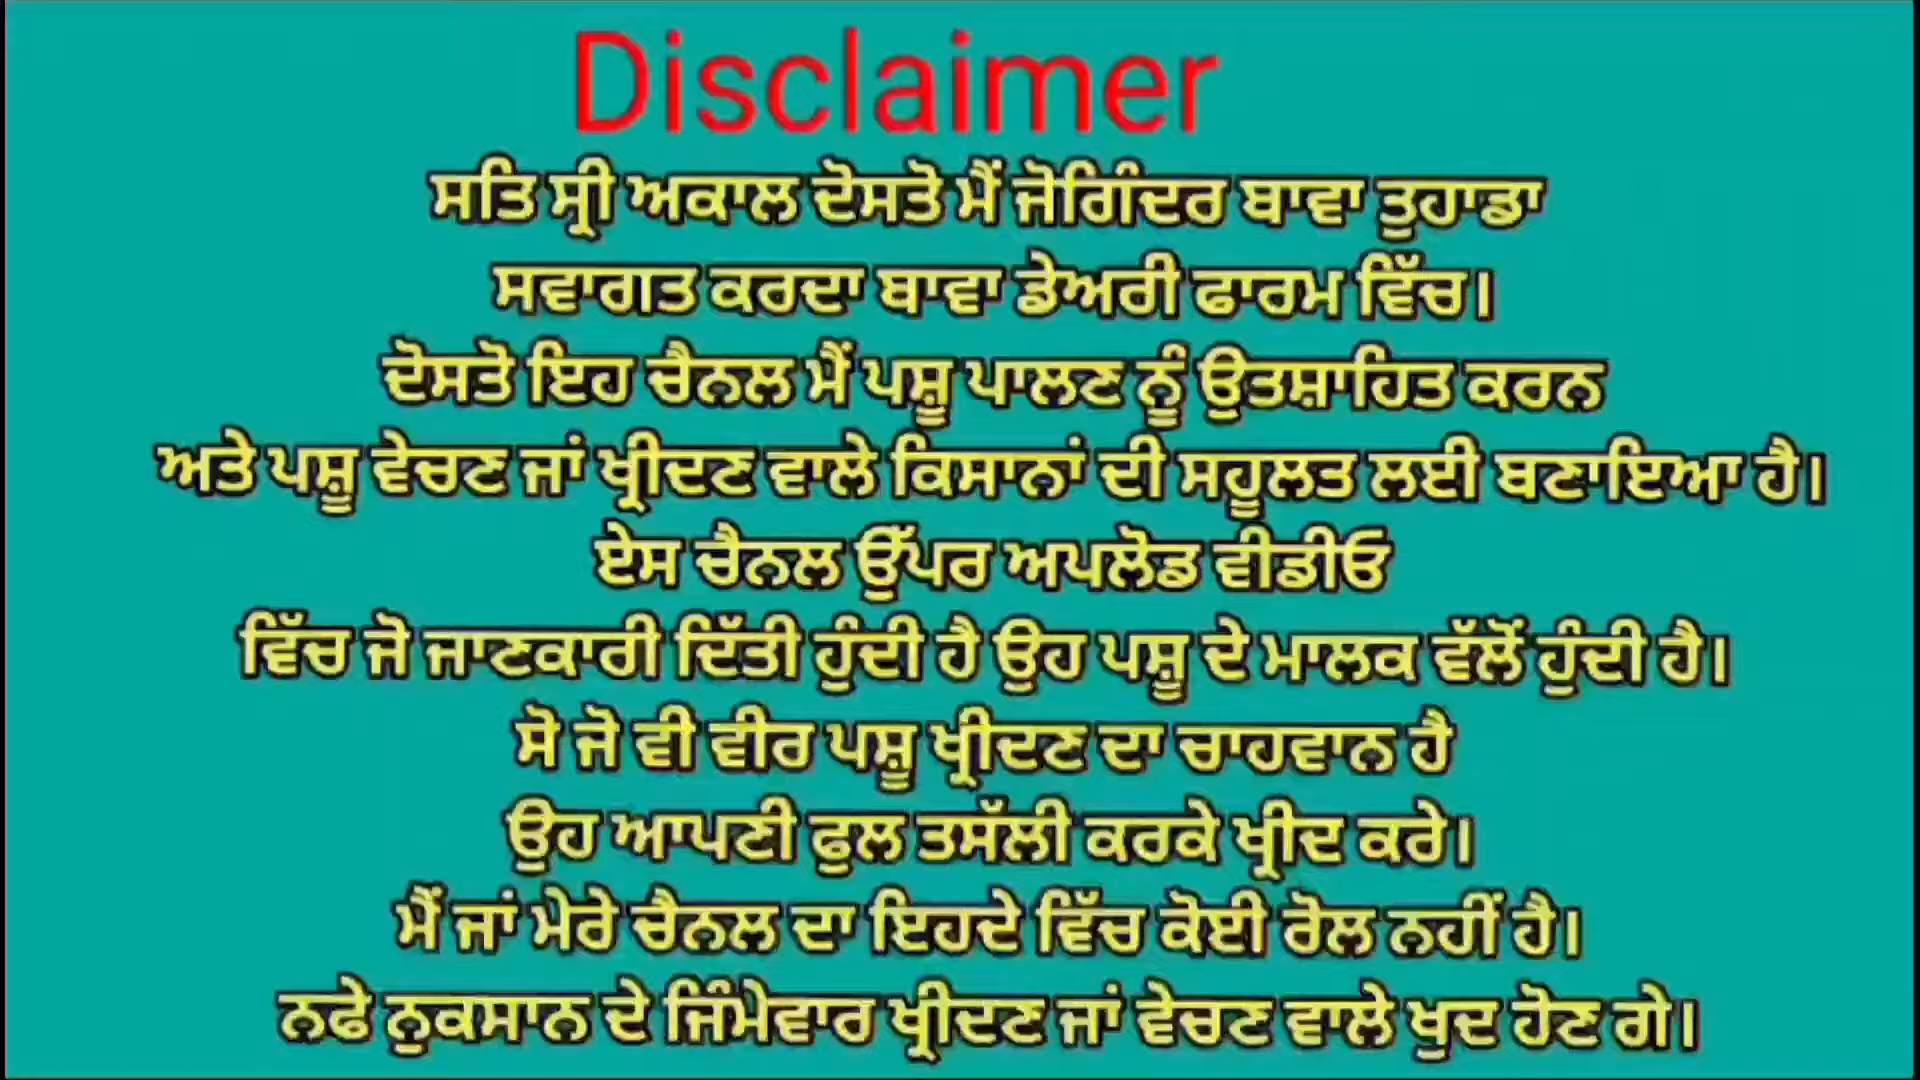 Disclaimer
ਸਤਿ ਸ੍ਰੀ ਅਕਾਲ ਦੋਸਤੋ ਮੈਂ ਜੋਗਿੰਦਰ ਬਾਵਾ ਤੁਹਾਡਾ
ਸਵਾਗਤ ਕਰਦਾ ਬਾਵਾ ਡੇਅਰੀ ਫਾਰਮ ਵਿੱਚ।
ਦੋਸਤੋ ਇਹ ਚੈਨਲ ਮੈਂ ਪਸ਼ੂ ਪਾਲਣ ਨੂੰ ਉਤਸ਼ਾਹਿਤ ਕਰਨ
ਅਤੇ ਪਸ਼ੂ ਵੇਚਣ ਜਾਂ ਖ੍ਰੀਦਣ ਵਾਲੇ ਕਿਸਾਨਾਂ ਦੀ ਸਹੂਲਤ ਲਈ ਬਣਾਇਆ ਹੈ।
ਏਸ ਚੈਨਲ ਉੱਪਰ ਅਪਲੋਡ ਵੀਡੀਓ
ਵਿੱਚ ਜੋ ਜਾਣਕਾਰੀ ਦਿੱਤੀ ਹੁੰਦੀ ਹੈ ਉਹ ਪਸ਼ੂ ਦੇ ਮਾਲਕ ਵੱਲੋਂ ਹੁੰਦੀ ਹੈ।
ਸੋ ਜੋ ਵੀ ਵੀਰ ਪਸ਼ੂ ਖ੍ਰੀਦਣ ਦਾ ਚਾਹਵਾਨ ਹੈ
ਉਹ ਆਪਣੀ ਫੁਲ ਤਸੱਲੀ ਕਰਕੇ ਖ੍ਰੀਦ ਕਰੇ।
ਮੈਂ ਜਾਂ ਮੇਰੇ ਚੈਨਲ ਦਾ ਇਹਦੇ ਵਿੱਚ ਕੋਈ ਰੋਲ ਨਹੀਂ ਹੈ।
ਨਫੇ ਨੁਕਸਾਨ ਦੇ ਜਿੰਮੇਵਾਰ ਖ੍ਰੀਦਣ ਜਾਂ ਵੇਚਣ ਵਾਲੇ ਖੁਦ ਹੋਣ ਗੇ।